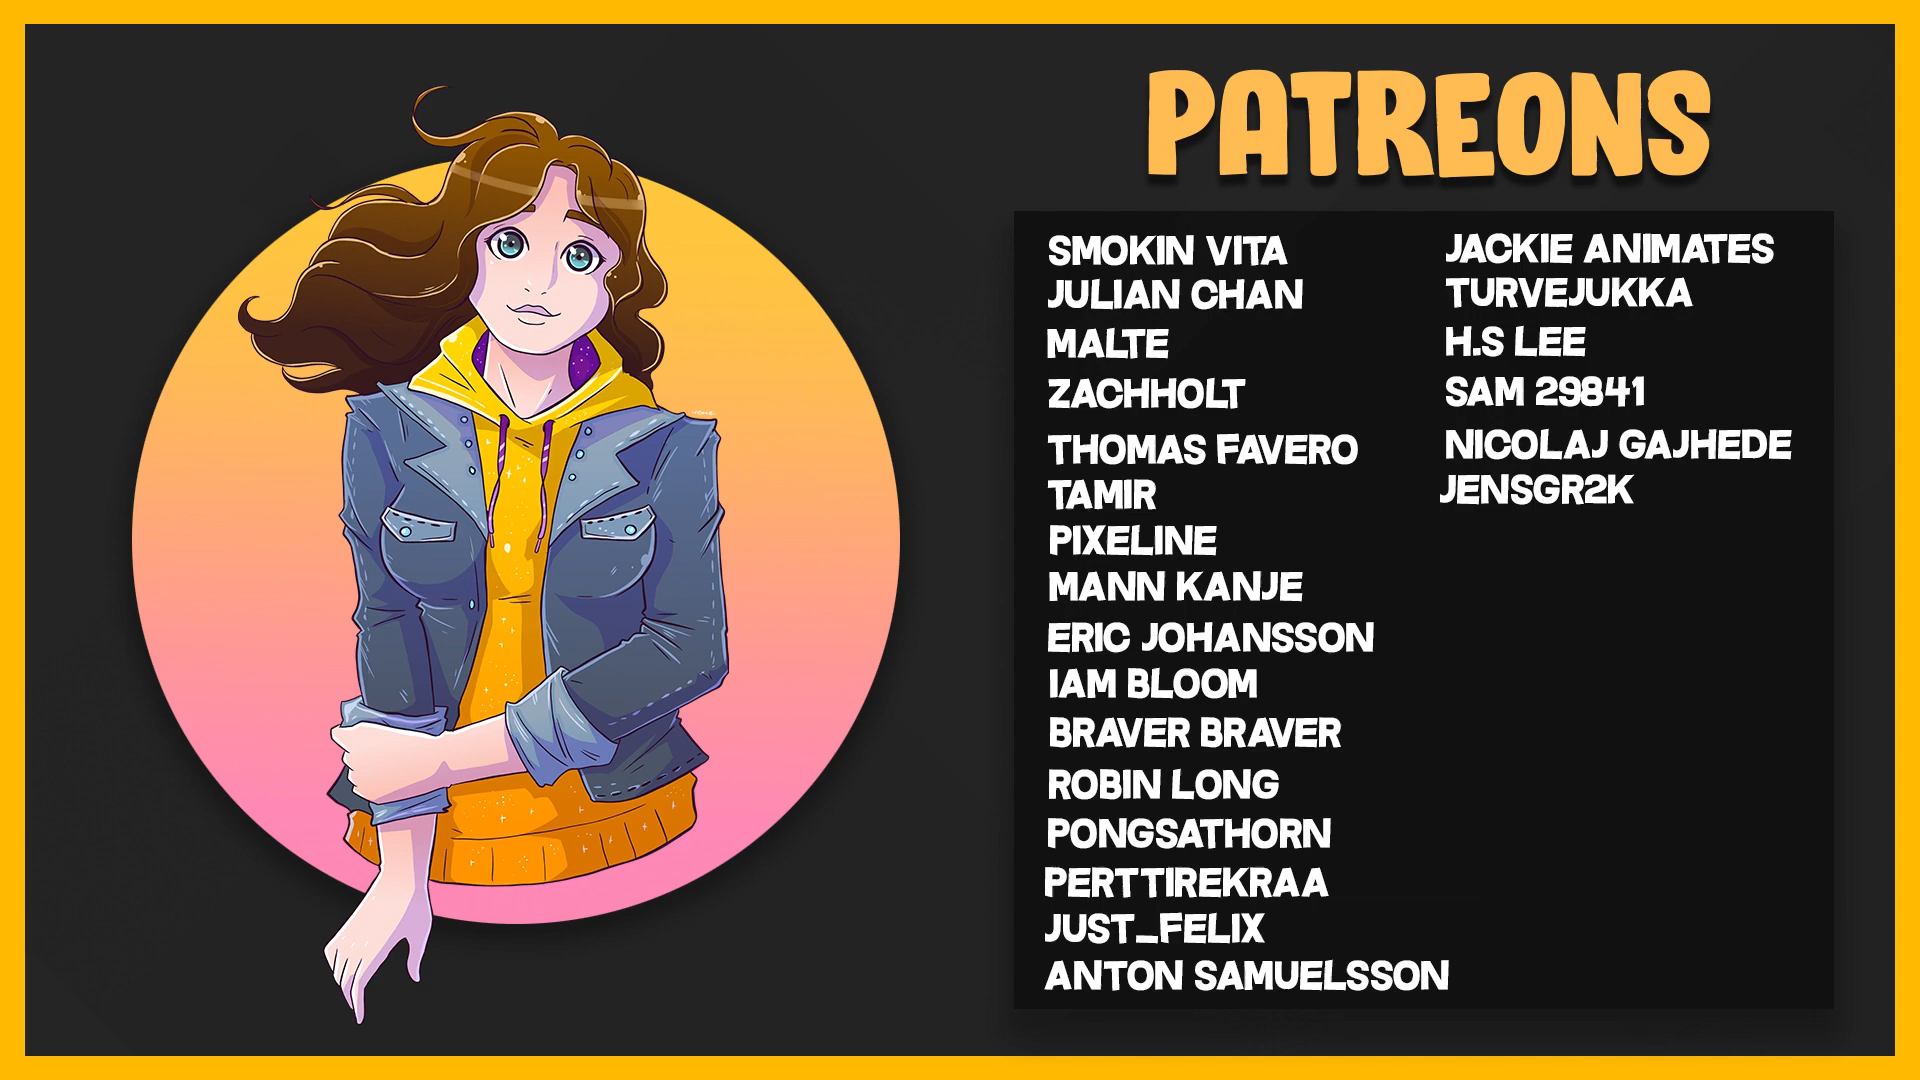 PATREONS
SMOKIN VITA
JULIAN CHAN
MALTE
ZACHHOLT
THOMAS FAVERO
TAMIR
PIXELINE
MANN KANJE
ERIC JOHANSSON
IAM BLOOM
BRAVER BRAVER
ROBIN LONG
PONGSATHORN
PERTTIREKRAA
JUST_FELIX
ANTON SAMUELSSON
JACKIE ANIMATES
TURVEJUKKA
H.S LEE
SAM 29841
NICOLAJ GAJHEDE
JENSGR2K